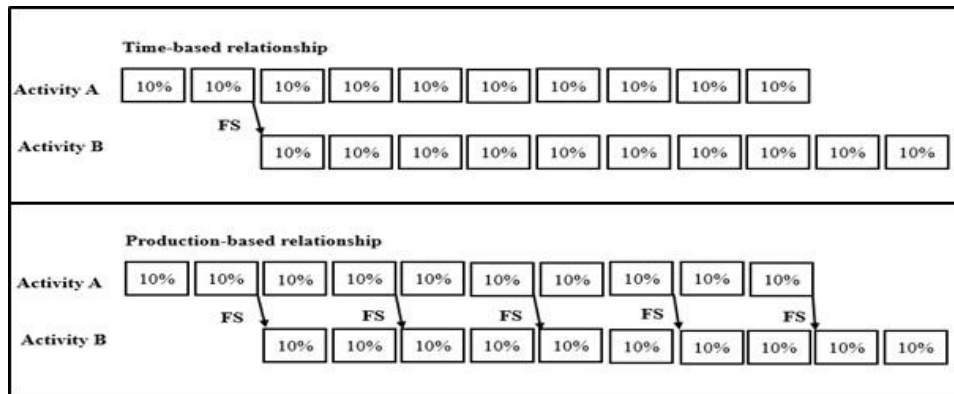 Time-based relationship
Activity A 10% 10% 10% 10% 10% 10% 10% 10% 10% 10%
FS
Activity B 10% 10% 10% 10% 10% 10% 10% 10% 10% 10%
Production-based relationship
Activity A 10% 10% 10% 10% 10% 10% 10% 10% 10% 10%
FS FS FS FS FS
Activity B 10% 10% 10% 10% 10% 10% 10% 10% 10% 10%